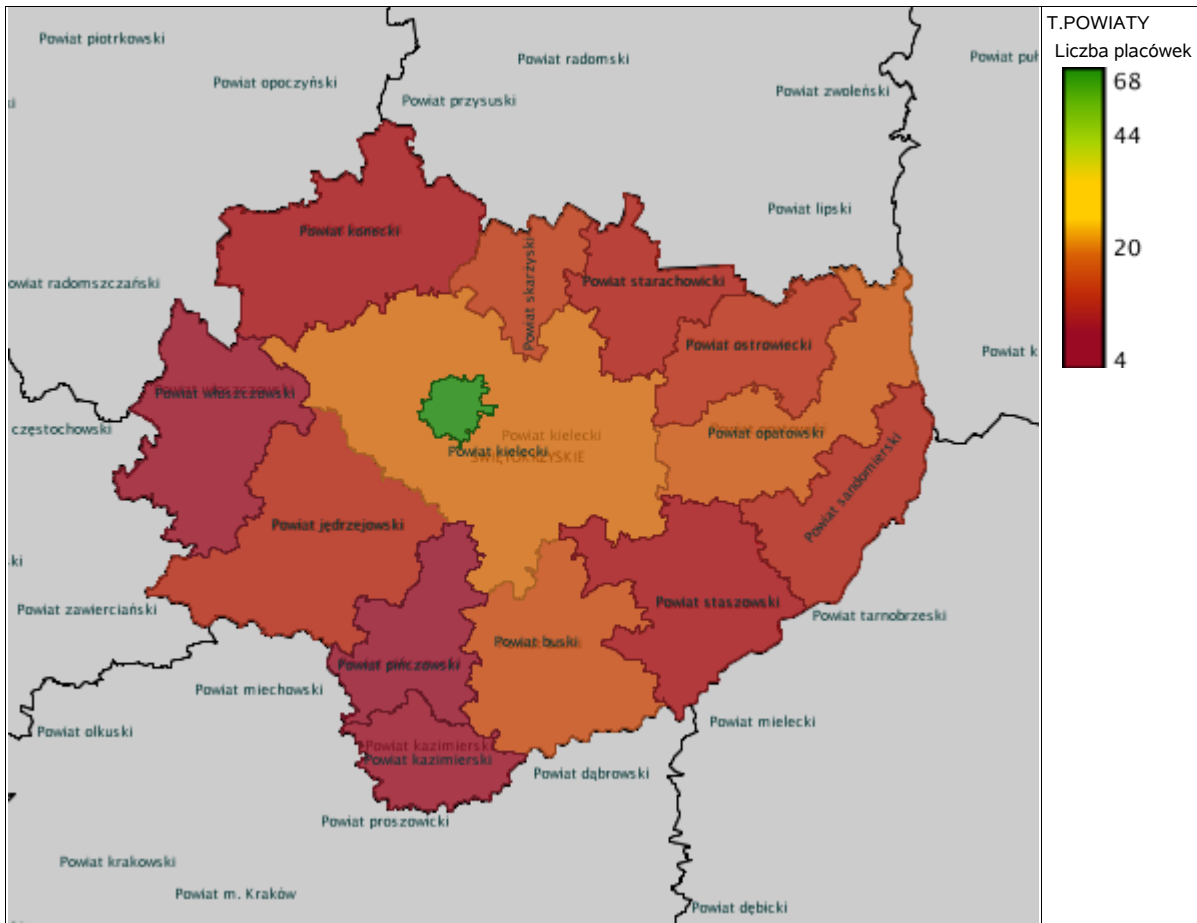 T.POWIATY
Liczba placówek
68
44
20
4
Powiat piotrkowski
Powiat opoczyński
Powiat radomski
Powiat przysuski
Powiat zwoleński
Powiat lipski
Powiat konecki
Powiat skarżyski
Powiat starachowicki
owiat radomszczański
Powiat ostrowiecki
Powiat k
Powiat włoszczowski
częstochowski
Powiat kielecki
Powiat kielecki
ŚWIĘTOKRZYSKIE
Powiat opatowski
Powiat sandomierski
Powiat jędrzejowski
ki
Powiat zawierciański
Powiat staszowski
Powiat tarnobrzeski
Powiat buski
Powiat pińczowski
Powiat miechowski
Powiat olkuski
Powiat mielecki
Powiat kazimierski
Powiat kazimierski
Powiat dąbrowski
Powiat proszowicki
Powiat krakowski
Powiat m. Kraków
Powiat dębicki